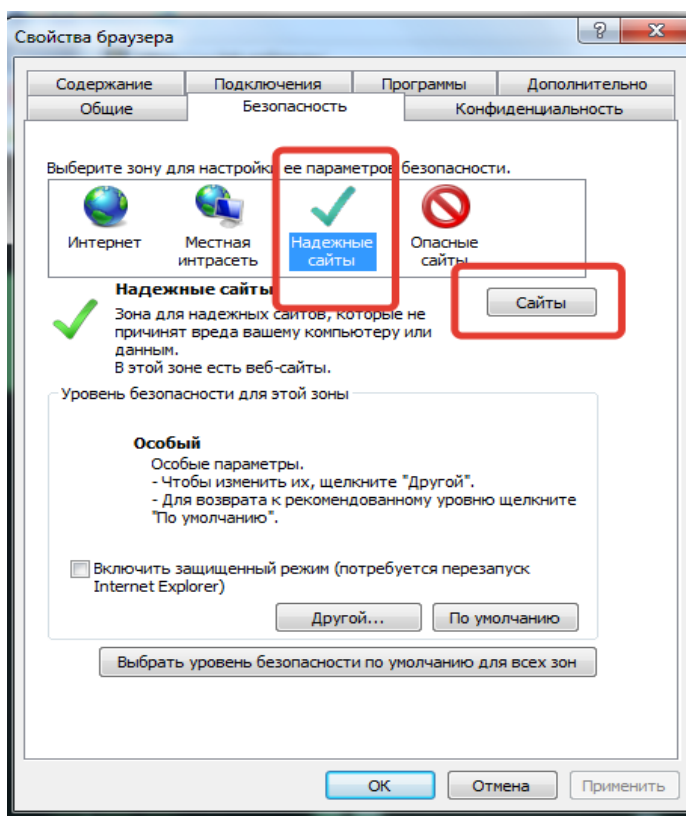 Свойства браузера
Содержание Подключения Программы Дополнительно
Общие Безопасность Конфиденциальность
Выберите зону для настройки ее параметров безопасности.
Интернет Местная интрасеть Надежные сайты Опасные сайты
Надежные сайты
Сайты
Зона для надежных сайтов, которые не
причинят вреда вашему компьютеру или
данным.
В этой зоне есть веб-сайты.
Уровень безопасности для этой зоны
Особый
Особые параметры.
- Чтобы изменить их, щелкните "Другой".
- Для возврата к рекомендованному уровню щелкните
"По умолчанию".
Включить защищенный режим (потребуется перезапуск
Internet Explorer)
Другой... По умолчанию
Выбрать уровень безопасности по умолчанию для всех зон
ОК Отмена Применить